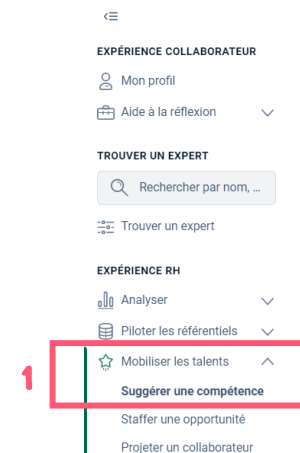 EXPÉRIENCE COLLABORATEUR
Mon profil
Aide à la réflexion
TROUVER UN EXPERT
Rechercher par nom, ...
Trouver un expert
EXPÉRIENCE RH
Analyser
Piloter les référentiels
Mobiliser les talents
1
Suggérer une compétence
Staffer une opportunité
Projeter un collaborateur